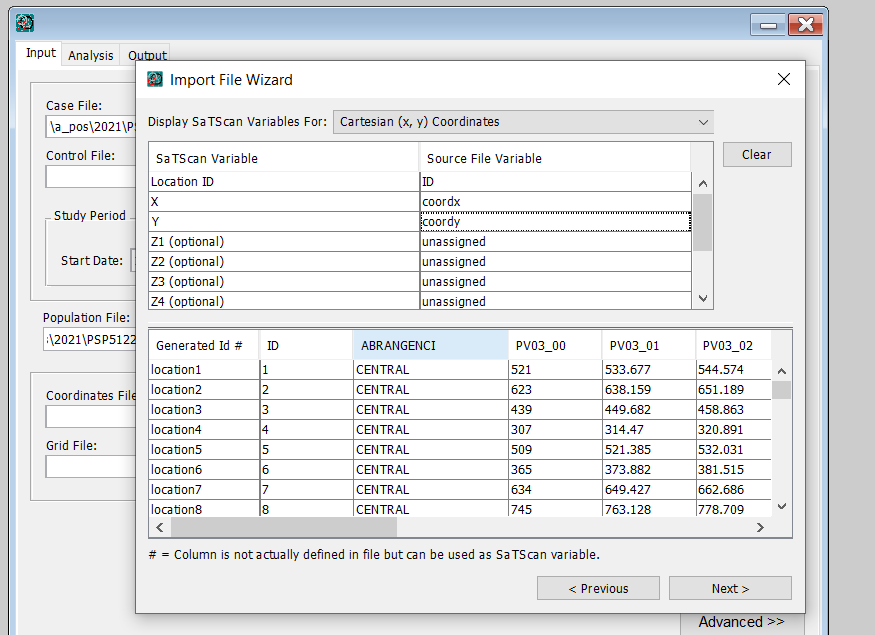 Input Analysis Output
Import File Wizard
Case File:
\a_pos\2021\PS
Control File:
Study Period
Start Date:
Population File:
:\2021\PSP5122
Coordinates File
Grid File:
Display SaTScan Variables For: Cartesian (x, y) Coordinates
Clear
SaTScan Variable Source File Variable
Location ID ID
X coordx
Y coordy
Z1 (optional) unassigned
Z2 (optional) unassigned
Z3 (optional) unassigned
Z4 (optional) unassigned
Generated Id # ID ABRANGENCI PV03_00 PV03_01 PV03_02
location1 1 CENTRAL 521 533.677 544.574
location2 2 CENTRAL 623 638.159 651.189
location3 3 CENTRAL 439 449.682 458.863
location4 4 CENTRAL 307 314.47 320.891
location5 5 CENTRAL 509 521.385 532.031
location6 6 CENTRAL 365 373.882 381.515
location7 7 CENTRAL 634 649.427 662.686
location8 8 CENTRAL 745 763.128 778.709
# = Column is not actually defined in file but can be used as SaTScan variable.
< Previous Next >
Advanced >>